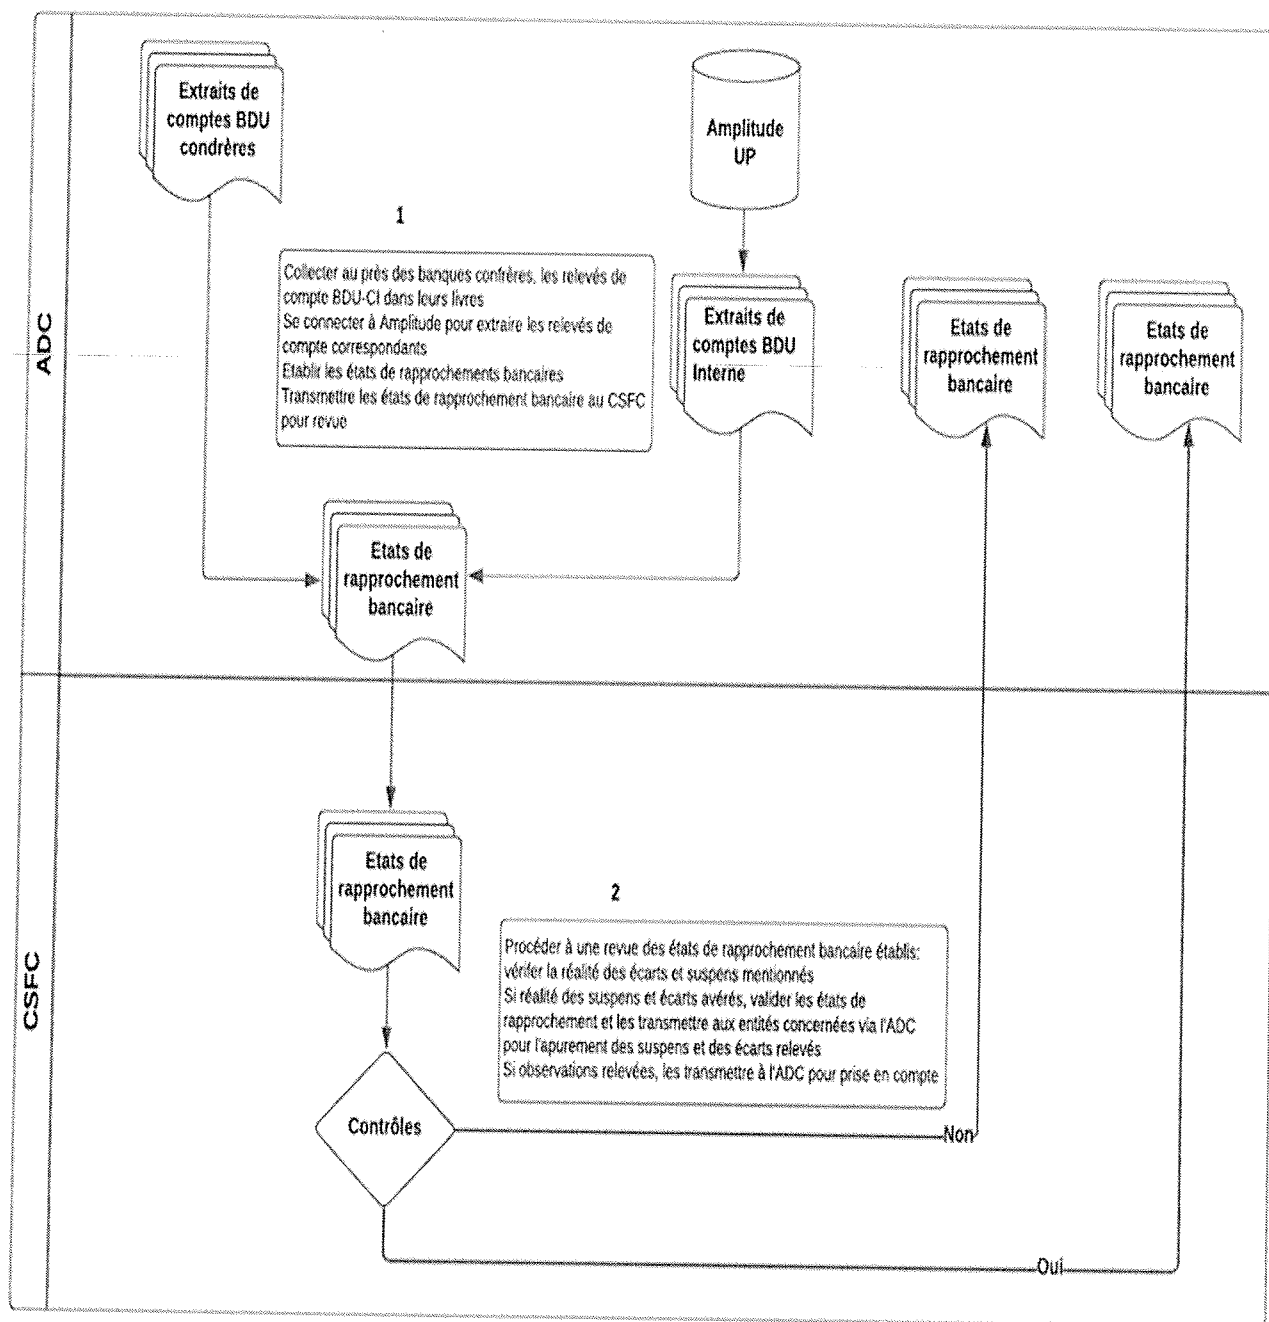 ADC
Extraits de
comptes BDU
condrères
Amplitude
UP
1
Collecter au près des banques confrères, les relevés de
compte BDU-CI dans leurs livres
Se connecter à Amplitude pour extraire les relevés de
compte correspondants
Etablir les états de rapprochements bancaires
Transmettre les états de rapprochement bancaire au CSFC
pour revue
Extraits de
comptes BDU
Interne
Etats de
rapprochement
bancaire
Etats de
rapprochement
bancaire
Etats de
rapprochement
bancaire
CSFC
Etats de
rapprochement
bancaire
2
Procéder à une revue des états de rapprochement bancaire établis:
vérifer la réalité des écarts et suspens mentionnés
Si réalité des suspens et écarts avérés, valider les états de
rapprochement et les transmettre aux entités concernées via l'ADC
pour l'apurement des suspens et des écarts relevés
Si observations relevées, les transmettre à l'ADC pour prise en compte
Contrôles
Non
Oui